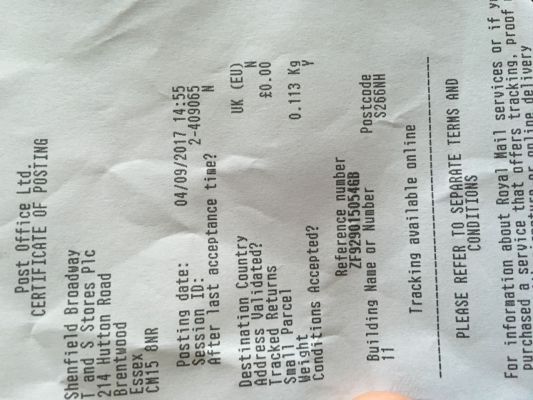 Post Office Ltd.
CERTIFICATE OF POSTING
Shenfield Broadway
T and S Stores Plc
214 Hutton Road
Brentwood
Essex
CM15 8NR
Posting date: 04/09/2017 14:55
Session ID: 2-409065
After last acceptance time? N
Destination Country UK (EU)
Address Validated? N
Tracked Returns £0.00
Small Parcel
Weight 0.113 Kg
Conditions Accepted? Y
Reference number
ZF929015054GB
Building Name or Number Postcode
11 S266NH
Tracking available online
PLEASE REFER TO SEPARATE TERMS AND
CONDITIONS
For information about Royal Mail services or if
purchased a service that offers tracking, proof
or online delivery